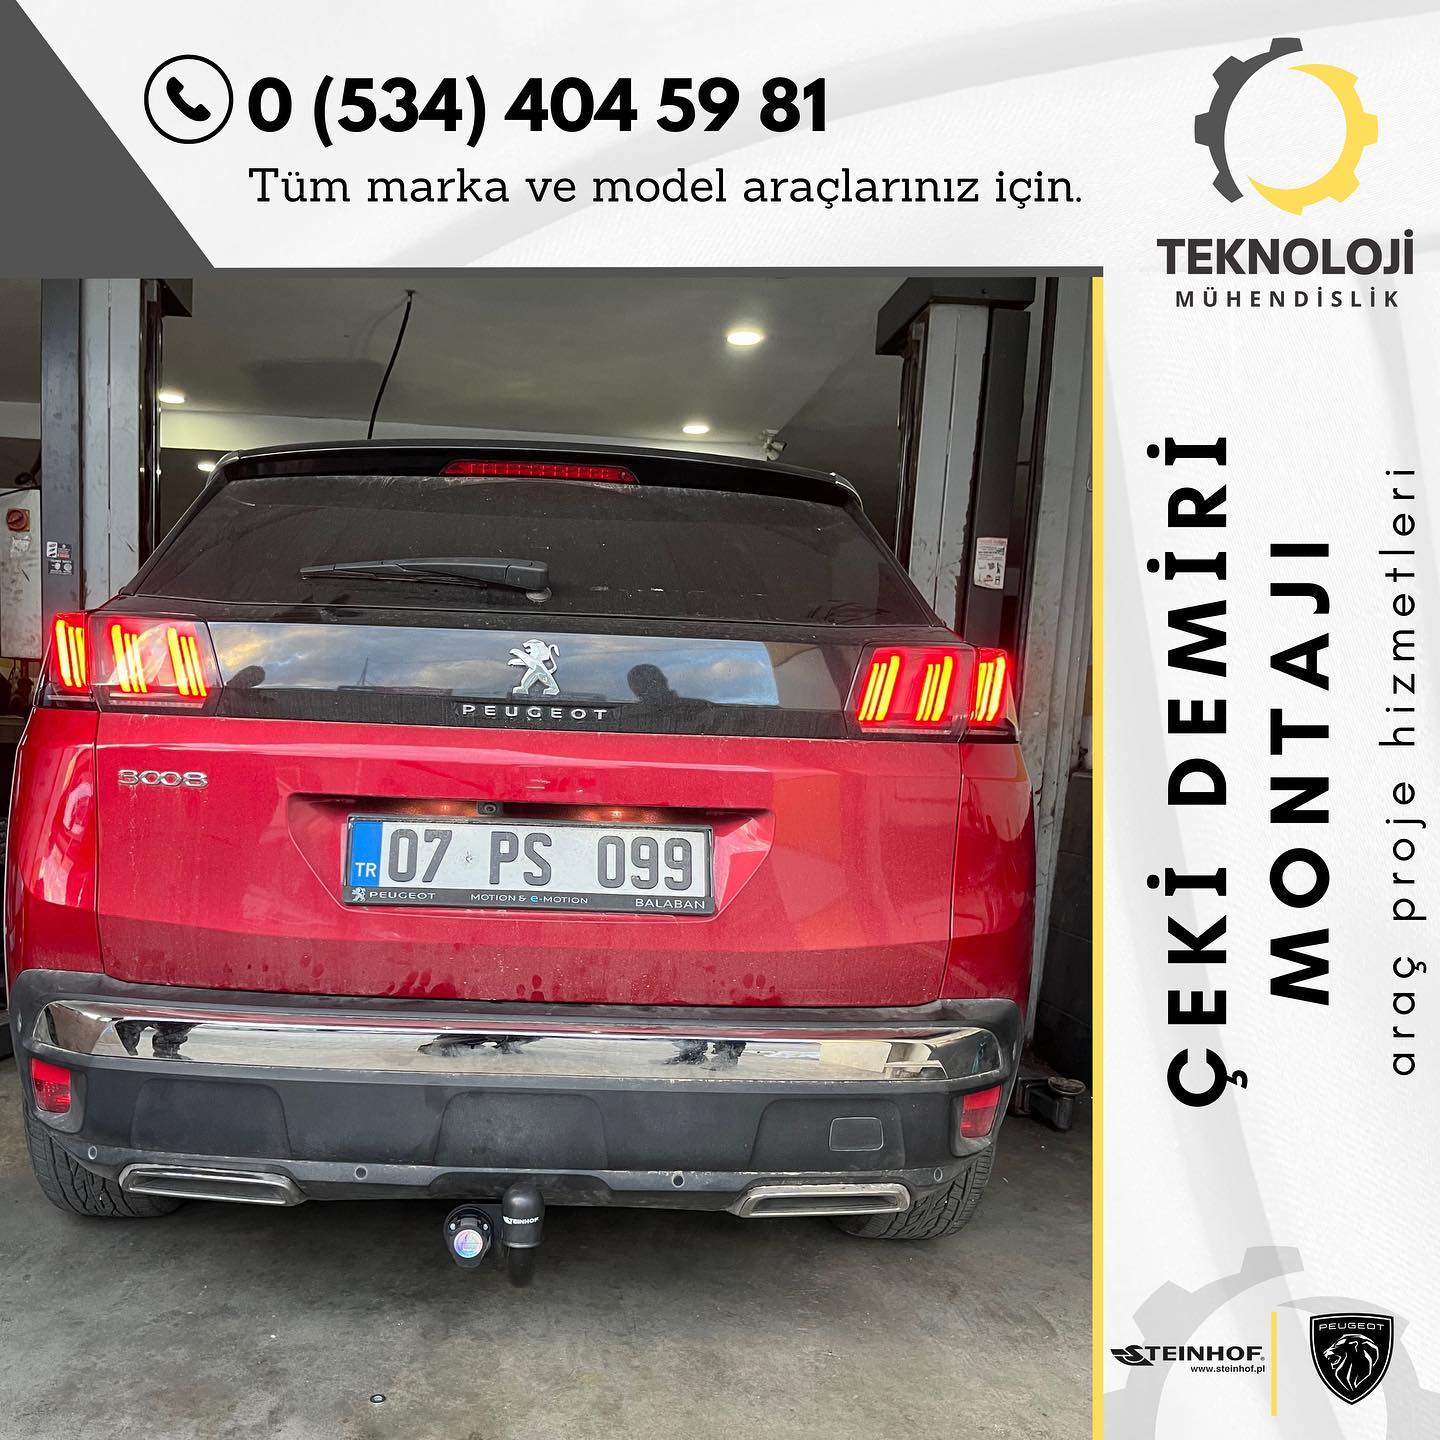 0 (534) 404 59 81
Tüm marka ve model araçlarınız için.
TEKNOLOJİ
MÜHENDİSLİK
ÇEKİ DEMİRİ
MONTAJI
araç proje hizmetleri
PEUGEOT
3008
TR 07 PS 099
PEUGEOT MOTION & e-MOTION BALABAN
STEINHOF
STEINHOF®
www.steinhof.pl
PEUGEOT